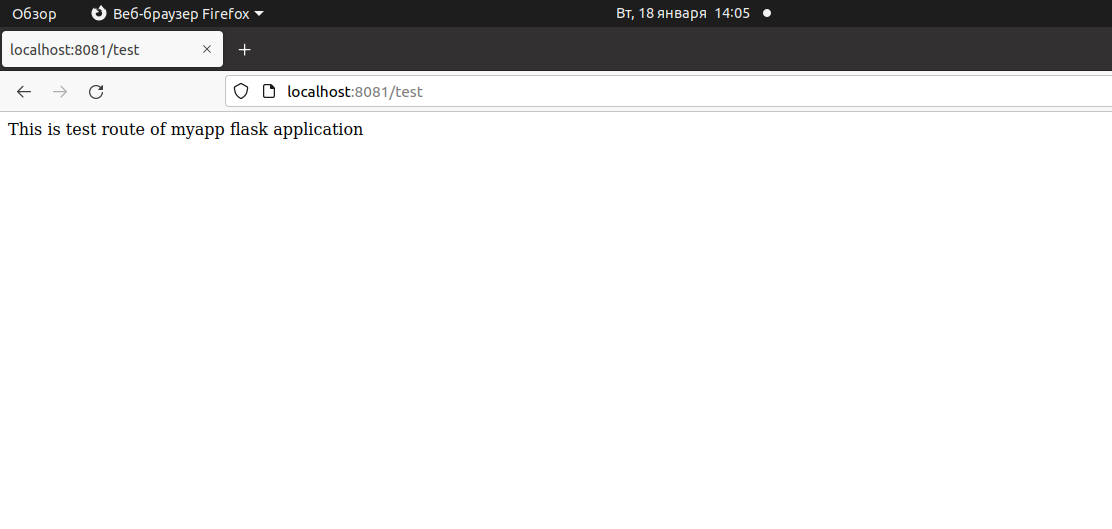 Обзор Веб-браузер Firefox Вт, 18 января 14:05
localhost:8081/test
localhost:8081/test
This is test route of myapp flask application